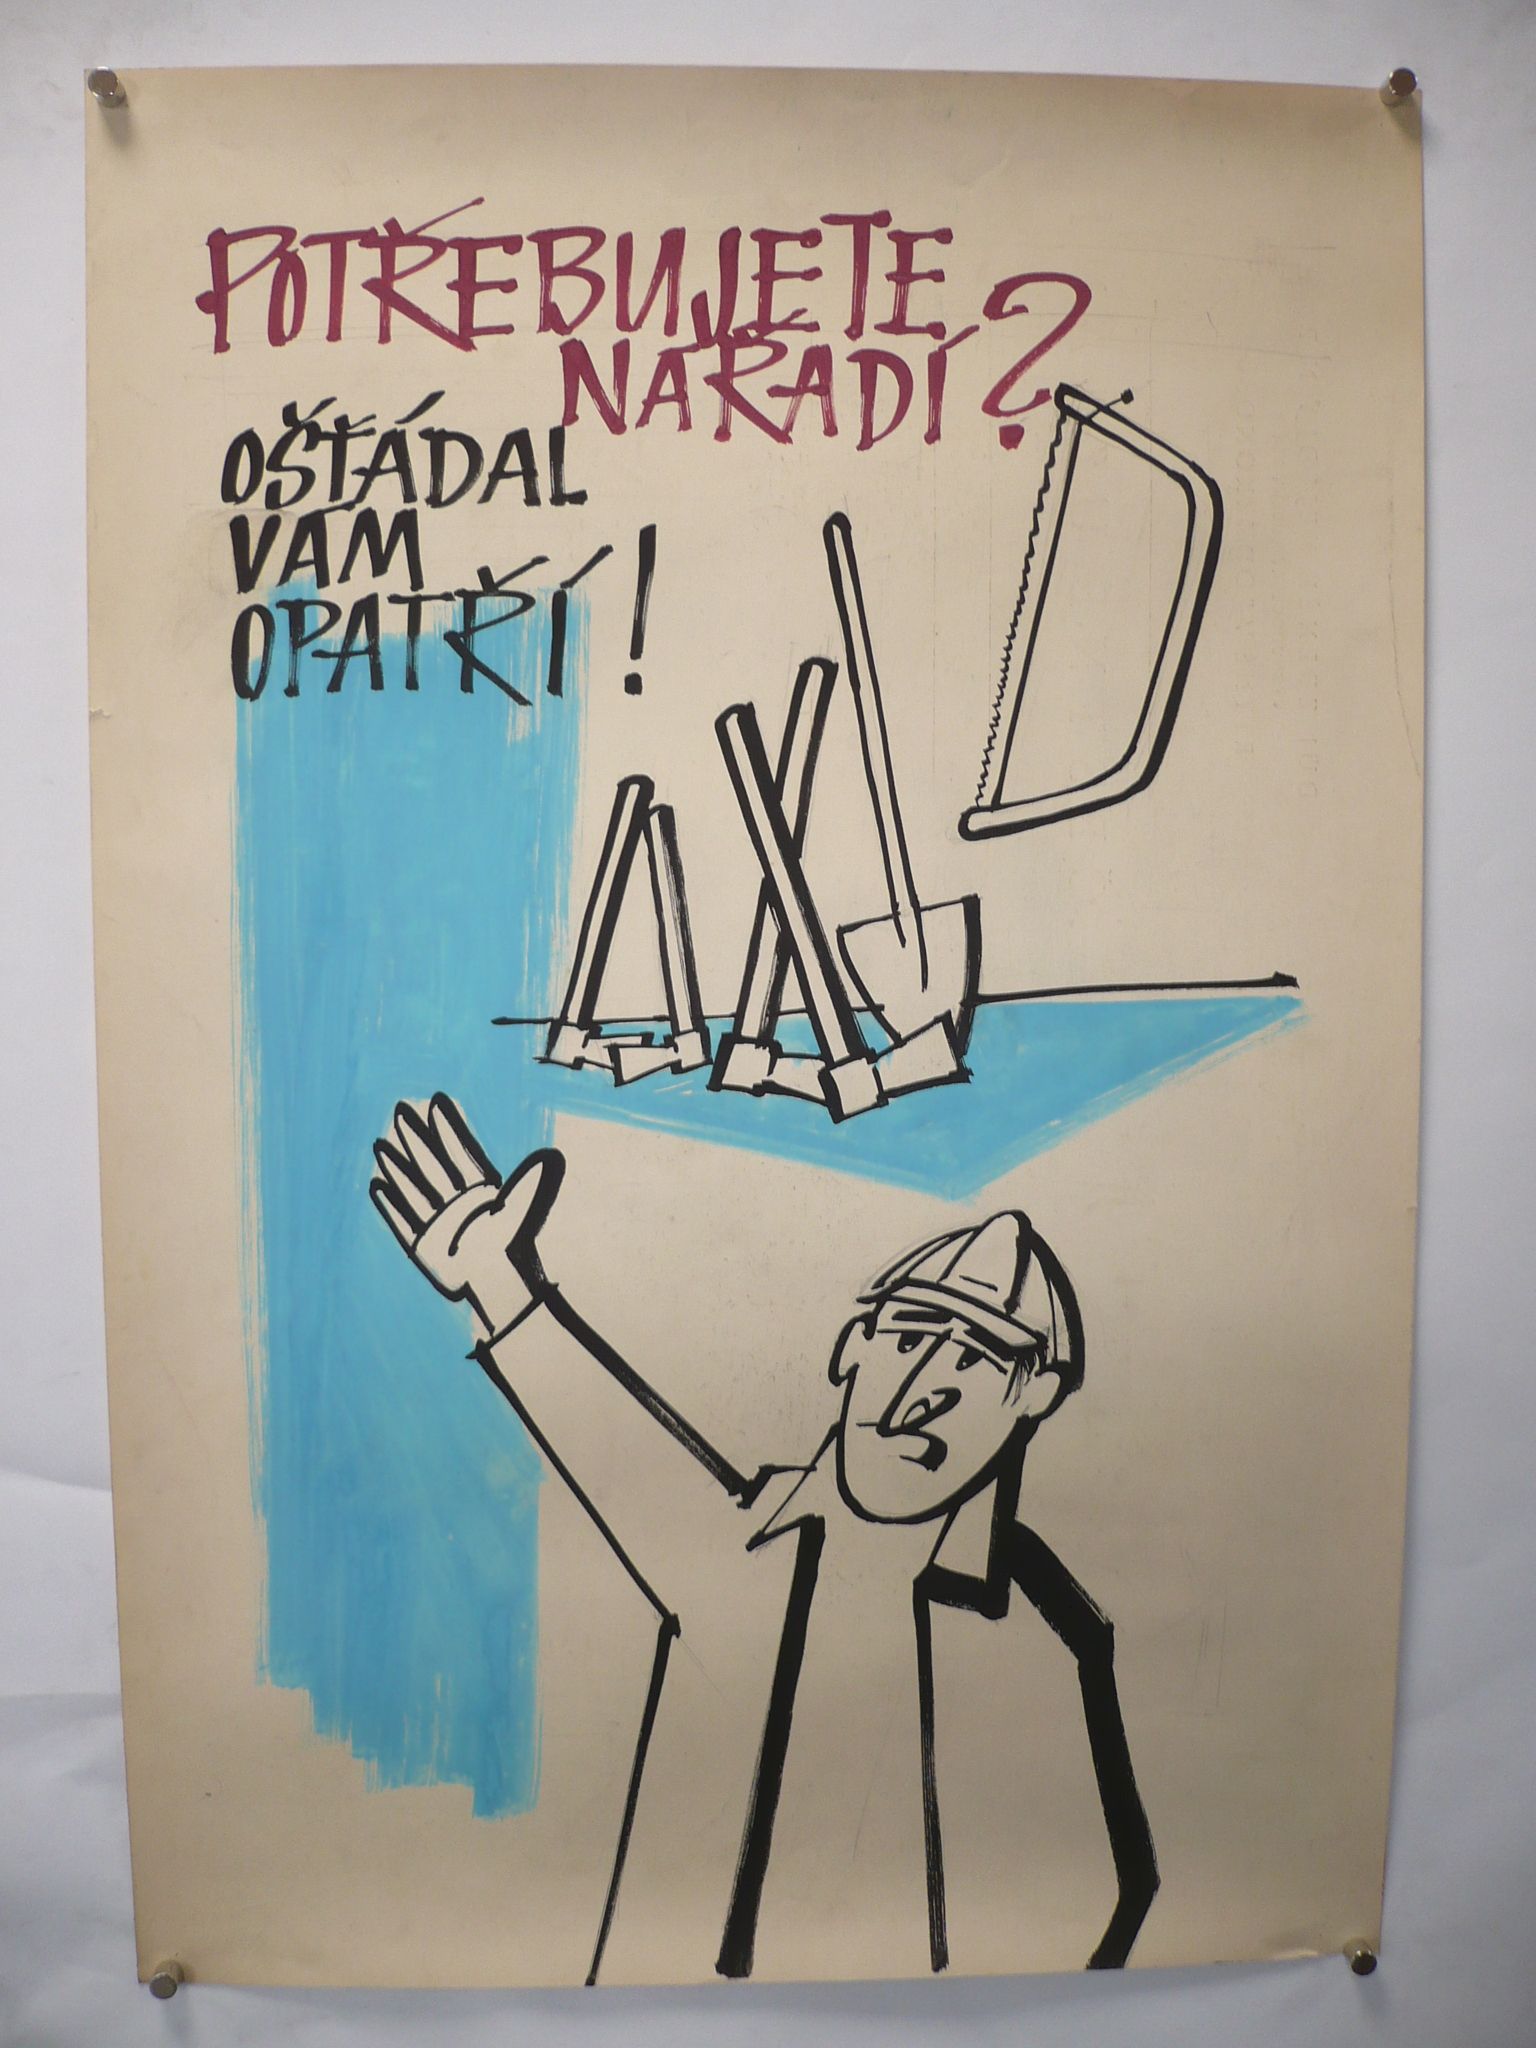 POTŘEBUJETE
NÁŘADÍ?
OŠŤÁDAL
VÁM
OPATŘÍ!